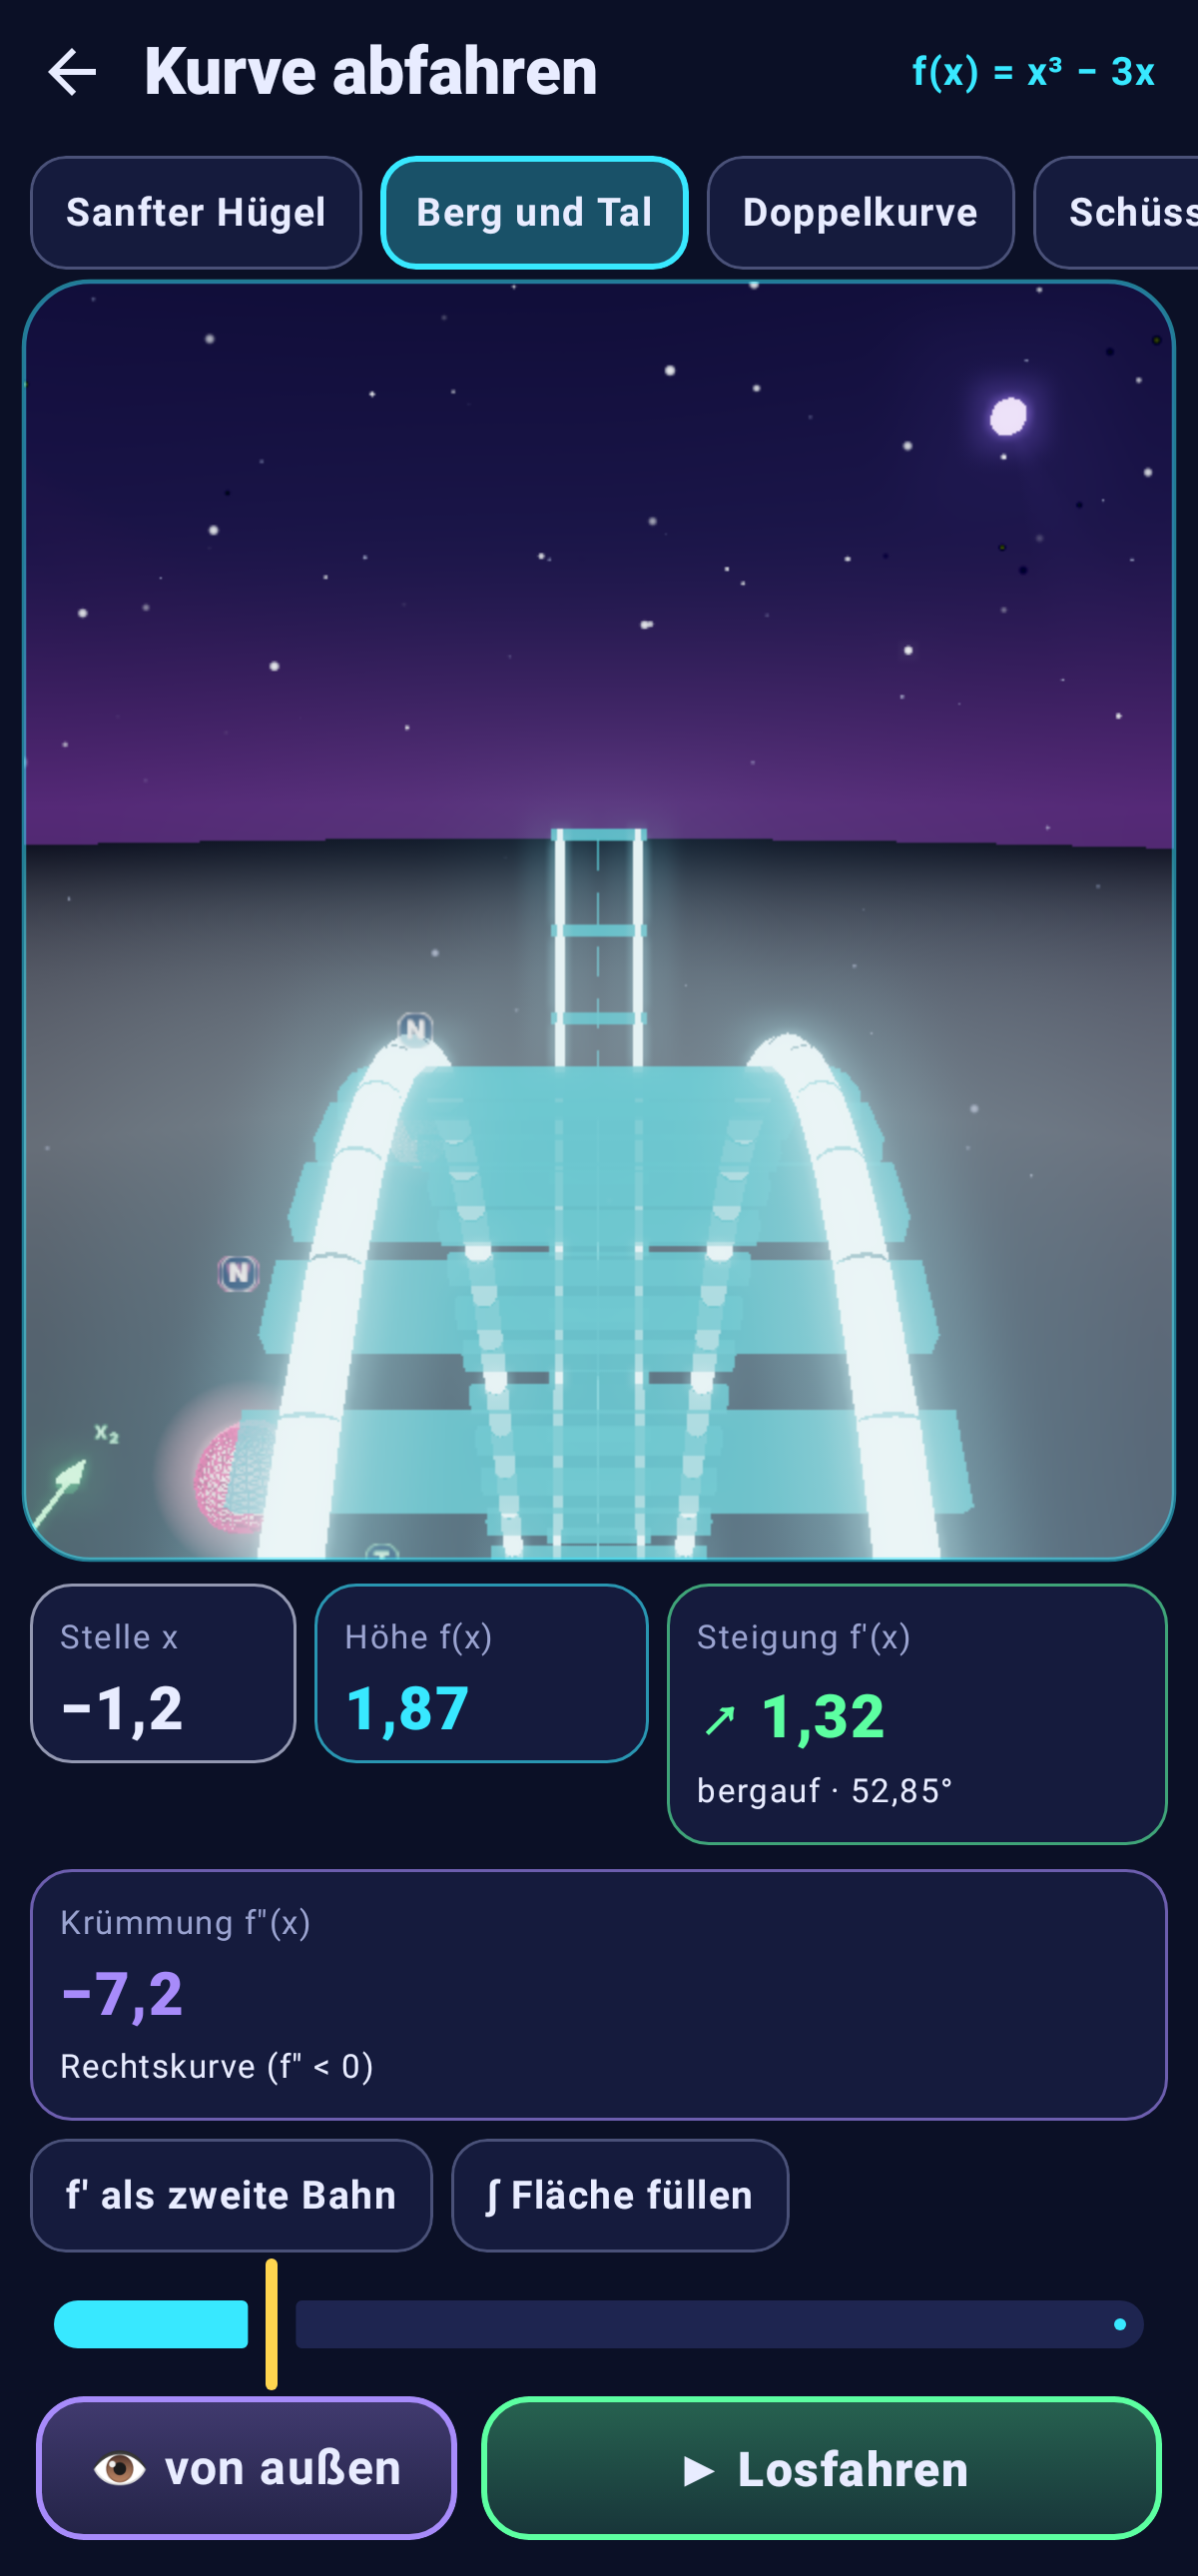 Kurve abfahren
f(x) = x³ − 3x
Sanfter Hügel
Berg und Tal
Doppelkurve
Schüss
N
N
x₂
T
Stelle x
−1,2
Höhe f(x)
1,87
Steigung f'(x)
↗ 1,32
bergauf · 52,85°
Krümmung f"(x)
−7,2
Rechtskurve (f" < 0)
f' als zweite Bahn
∫ Fläche füllen
von außen
► Losfahren